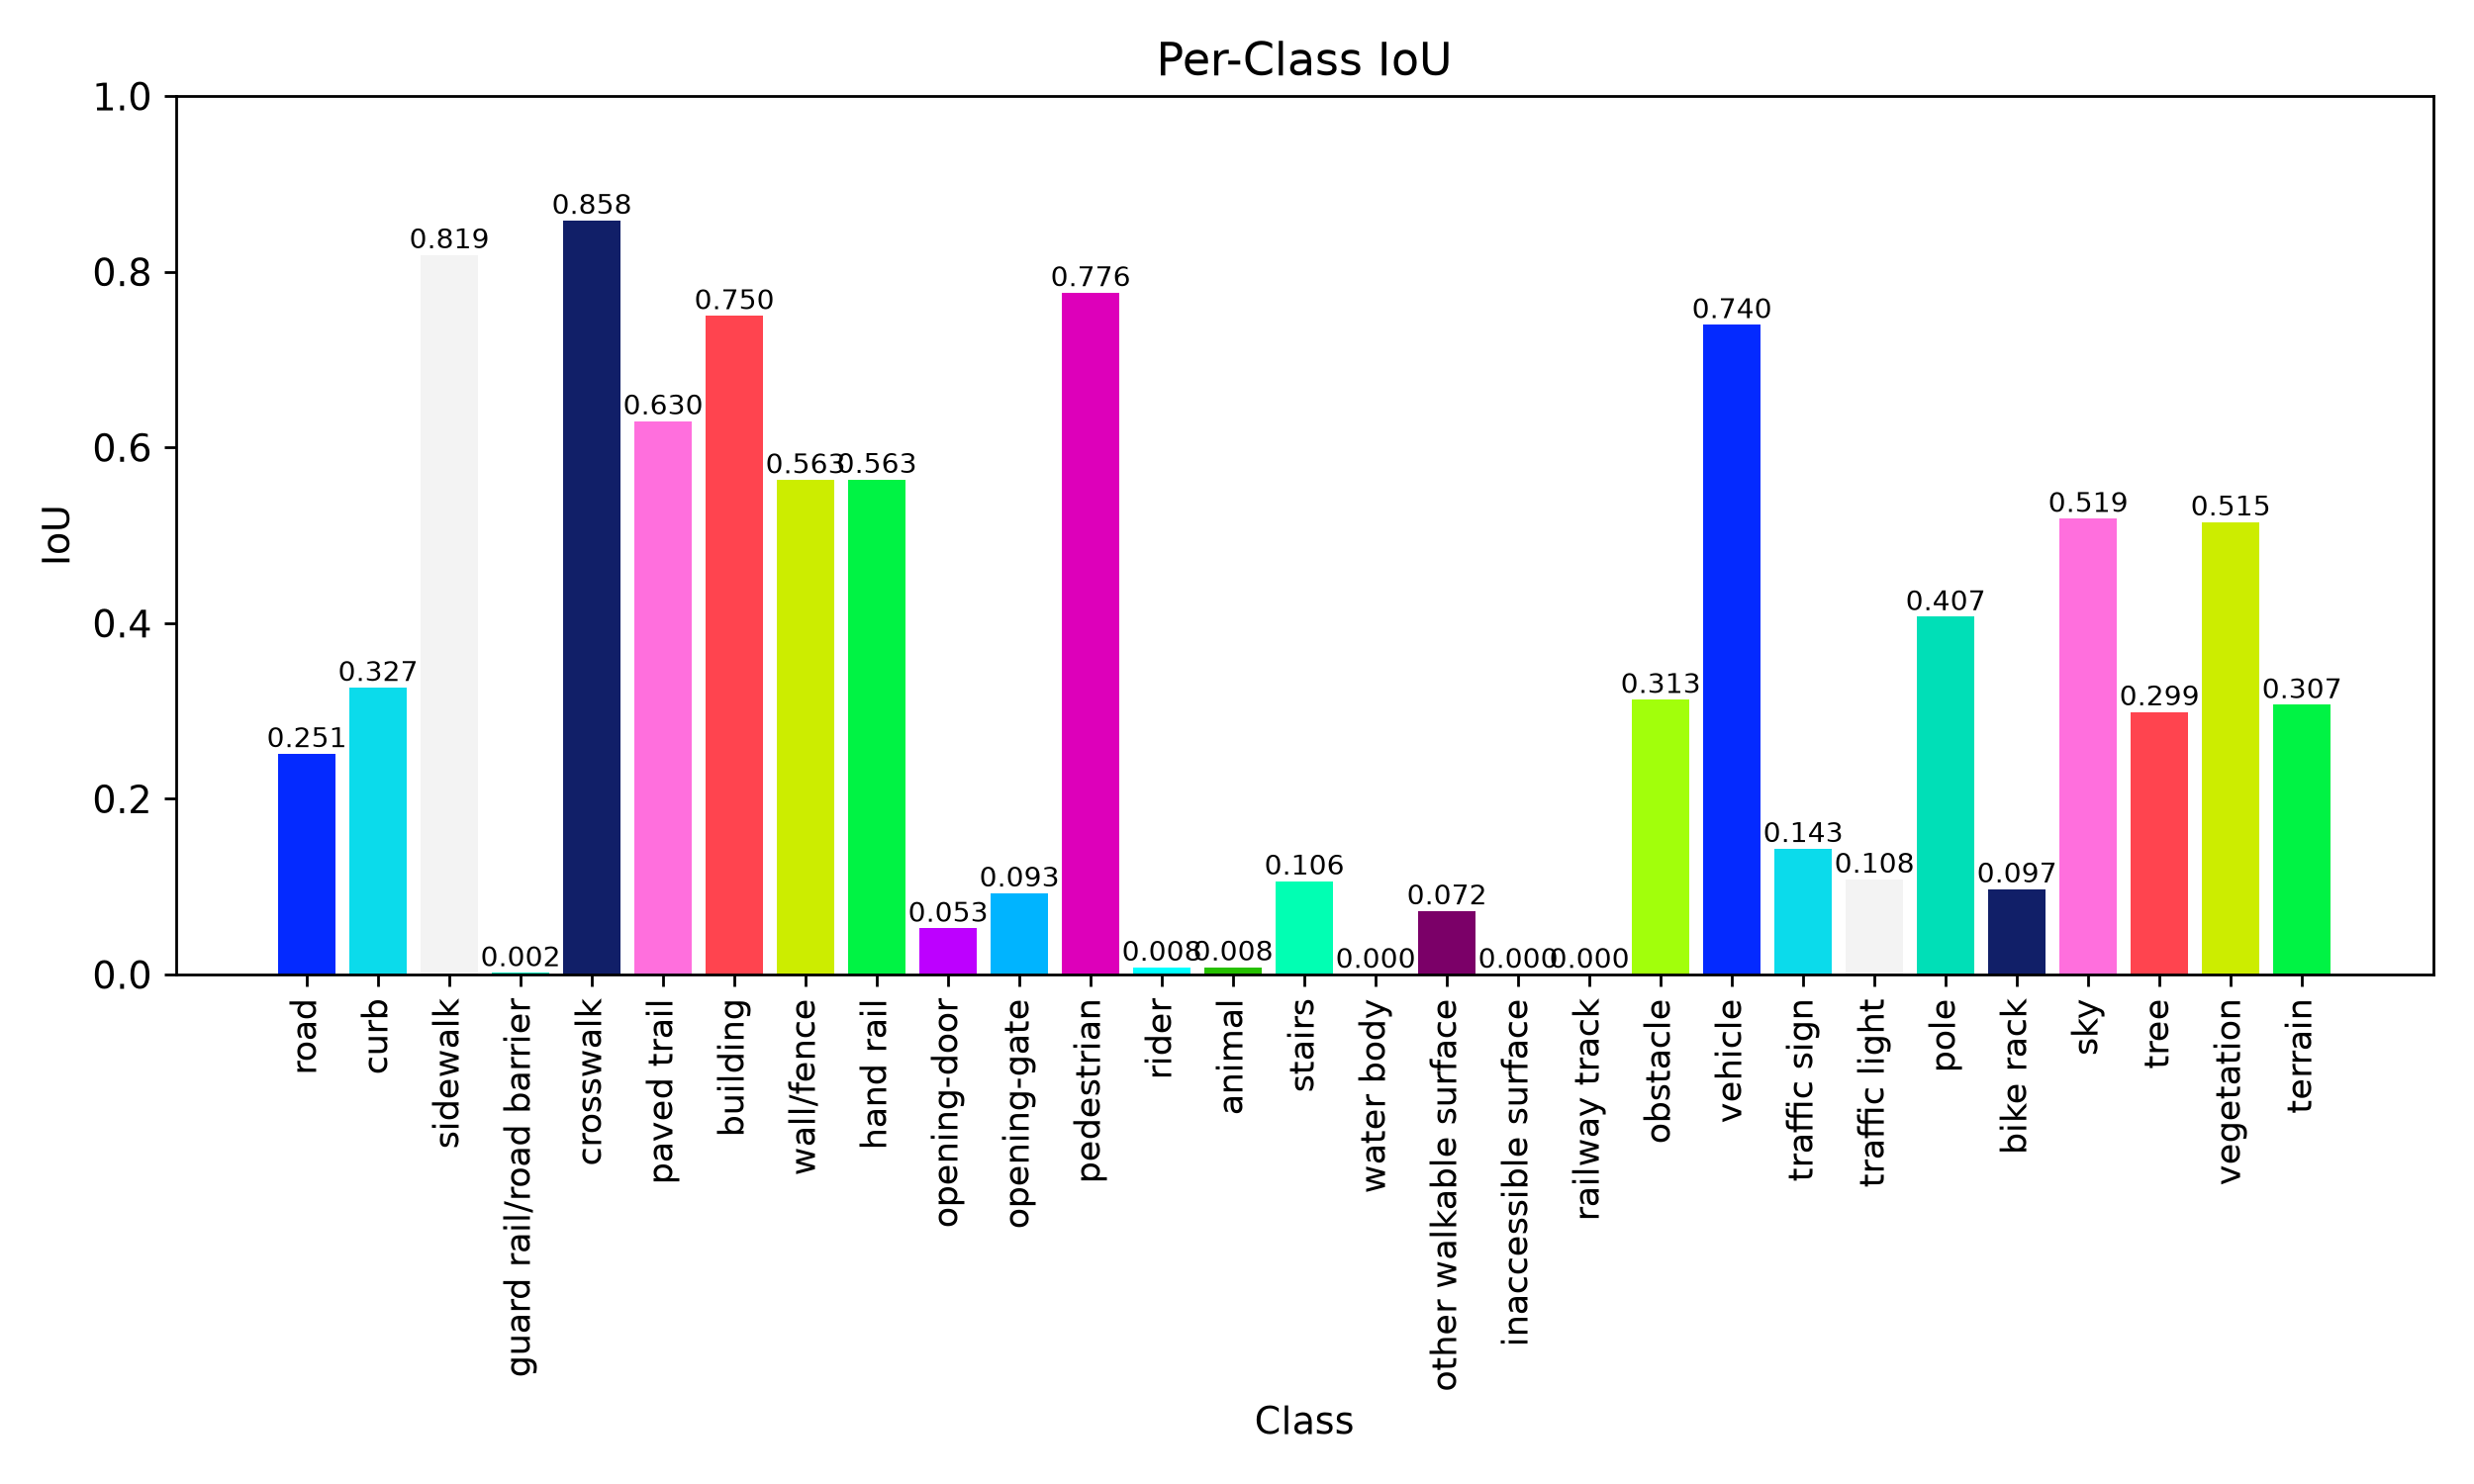 Per-Class IoU
1.0
0.8
0.6
0.4
0.2
0.0
IoU
0.251
0.327
0.819
0.002
0.858
0.630
0.750
0.563
0.563
0.053
0.093
0.776
0.008
0.008
0.106
0.000
0.072
0.000
0.000
0.313
0.740
0.143
0.108
0.407
0.097
0.519
0.299
0.515
0.307
road
curb
sidewalk
guard rail/road barrier
crosswalk
paved trail
building
wall/fence
hand rail
opening-door
opening-gate
pedestrian
rider
animal
stairs
water body
other walkable surface
inaccessible surface
railway track
obstacle
vehicle
traffic sign
traffic light
pole
bike rack
sky
tree
vegetation
terrain
Class